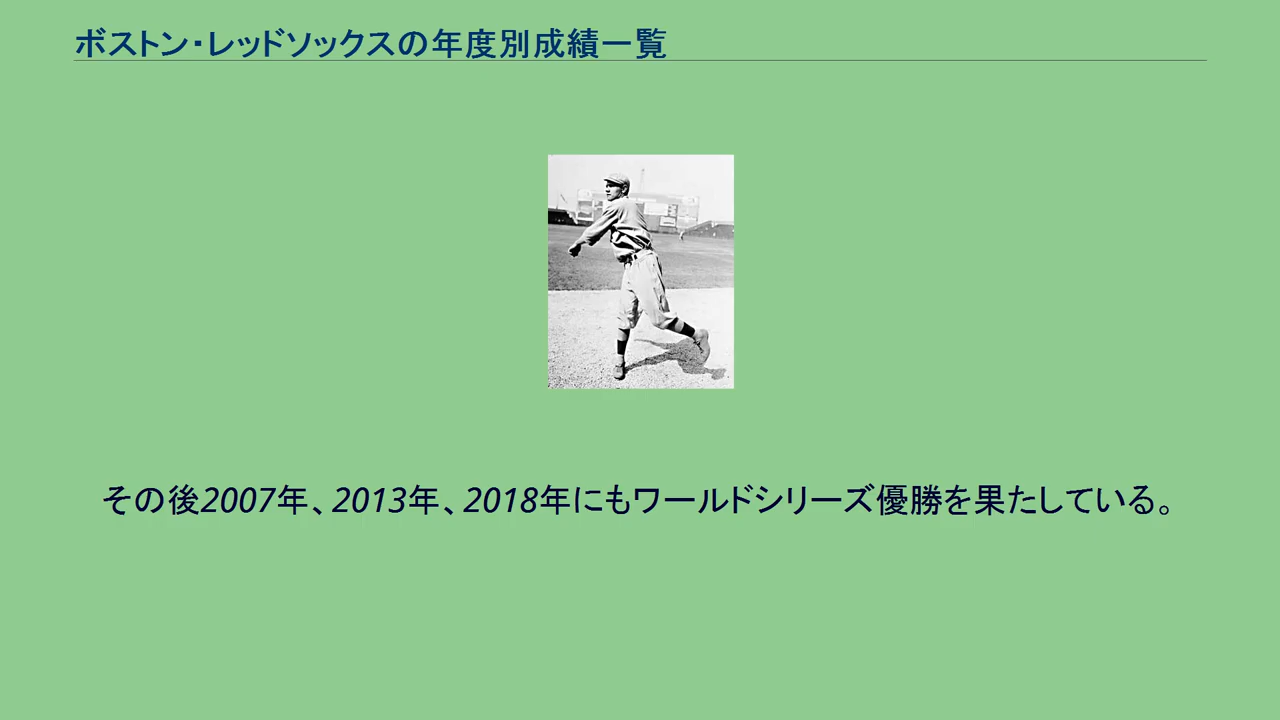 ボストン・レッドソックスの年度別成績一覧
その後2007年、2013年、2018年にもワールドシリーズ優勝を果たしている。